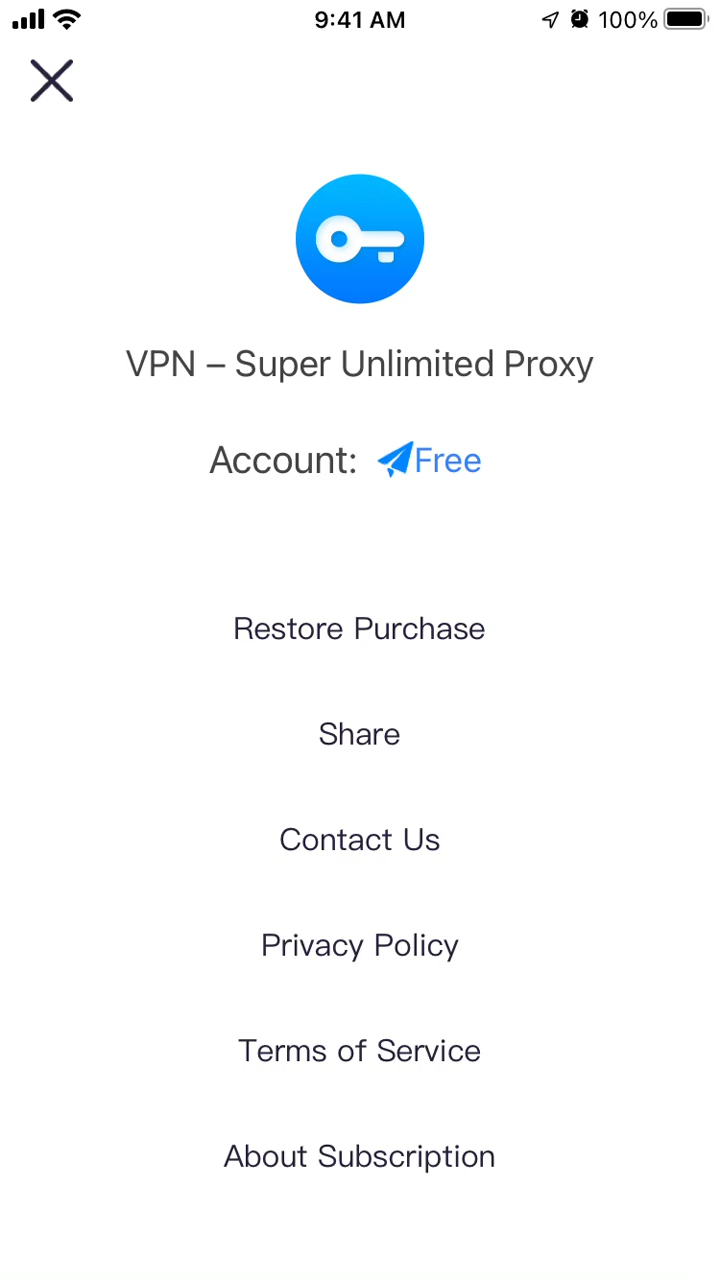 9:41 AM 100%
VPN – Super Unlimited Proxy
Account: Free
Restore Purchase
Share
Contact Us
Privacy Policy
Terms of Service
About Subscription